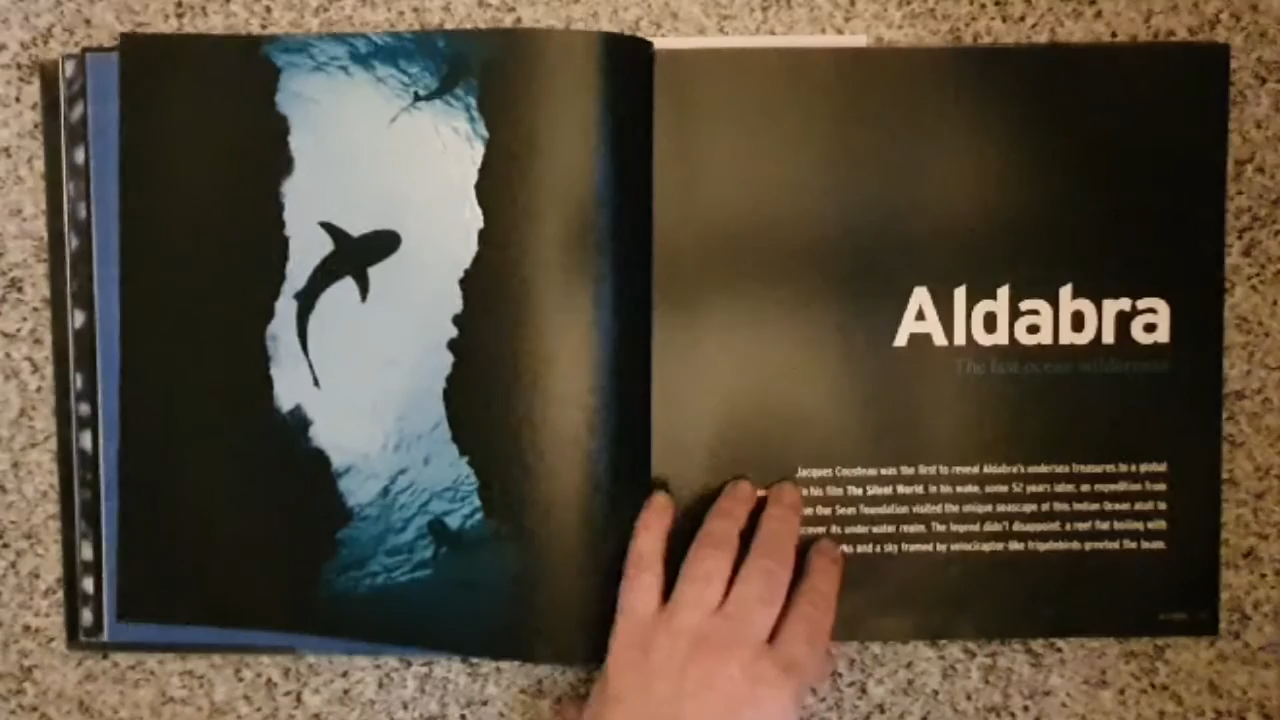 Aldabra
The last ocean wilderness
Jacques Cousteau was the first to reveal Aldabra's undersea treasures to a global
in his film The Silent World. In his wake, some 52 years later, an expedition from
Our Seas Foundation visited the unique seascape of this Indian Ocean atoll to
its underwater realm. The legend didn't disappoint: a reef flat boiling with
and a sky framed by velociraptor-like frigatebirds greeted the team.